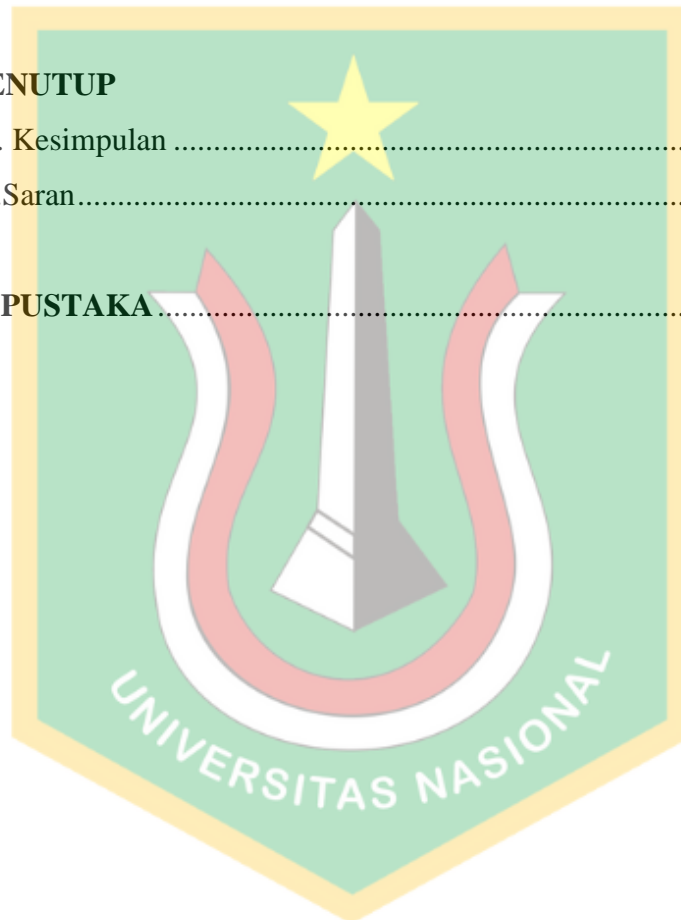 ENUTUP
. Kesimpulan ................................................................
.Saran............................................................................
PUSTAKA ..................................................................
UNIVERSITAS NASIONAL